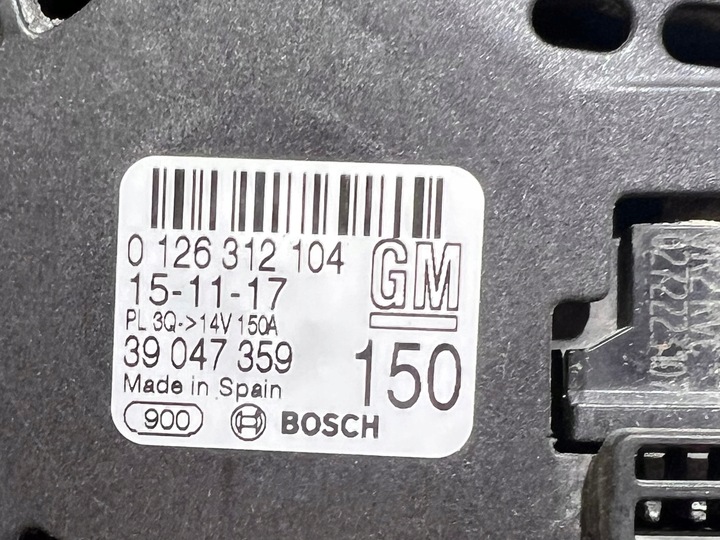 0 126 312 104
15-11-17
GM
PL 3Q->14V 150A
39 047 359
150
Made in Spain
900
BOSCH